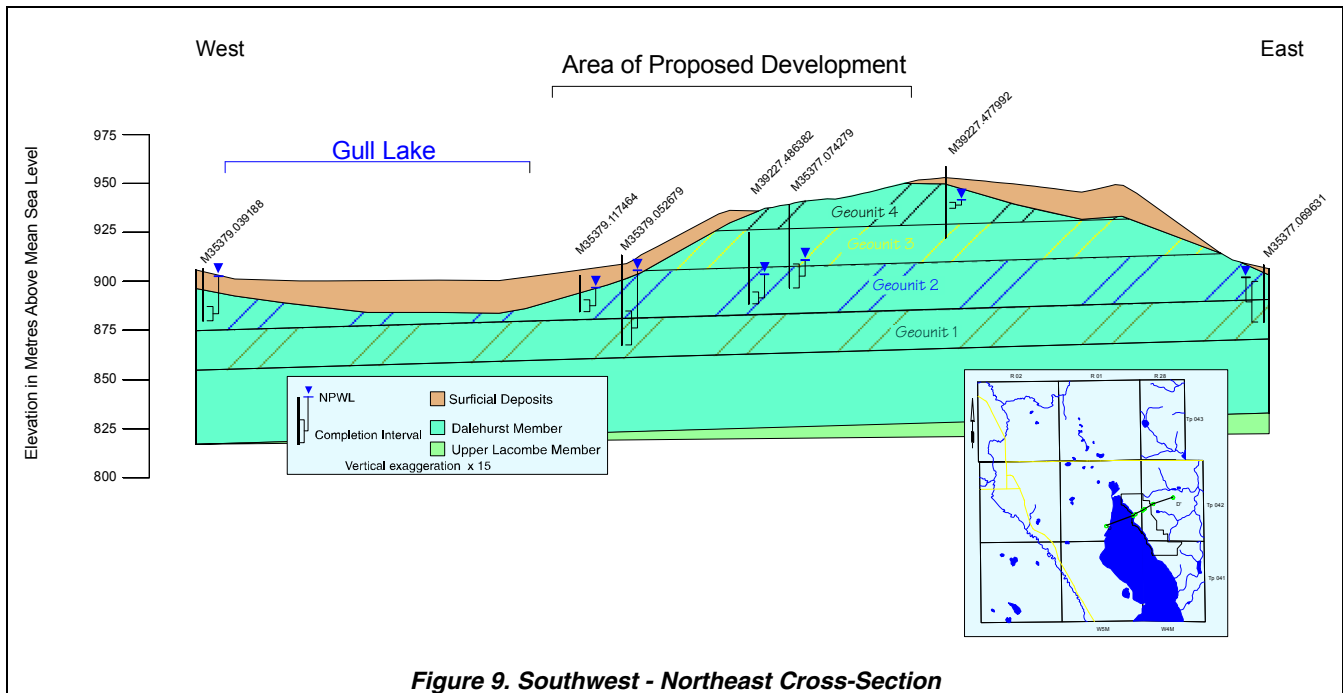 West
East
Area of Proposed Development
Gull Lake
Elevation in Metres Above Mean Sea Level
975
950
925
900
875
850
825
800
M35379.039188
M35379.117464
M35379.052679
M39227.486382
M35377.074279
M39227.477992
M35377.069631
Geounit 4
Geounit 3
Geounit 2
Geounit 1
NPWL
Completion Interval
Surficial Deposits
Dalehurst Member
Upper Lacombe Member
Vertical exaggeration x 15
R 02
R 01
R 28
Tp 043
Tp 042
Tp 041
D'
W5M
W4M
Figure 9. Southwest - Northeast Cross-Section